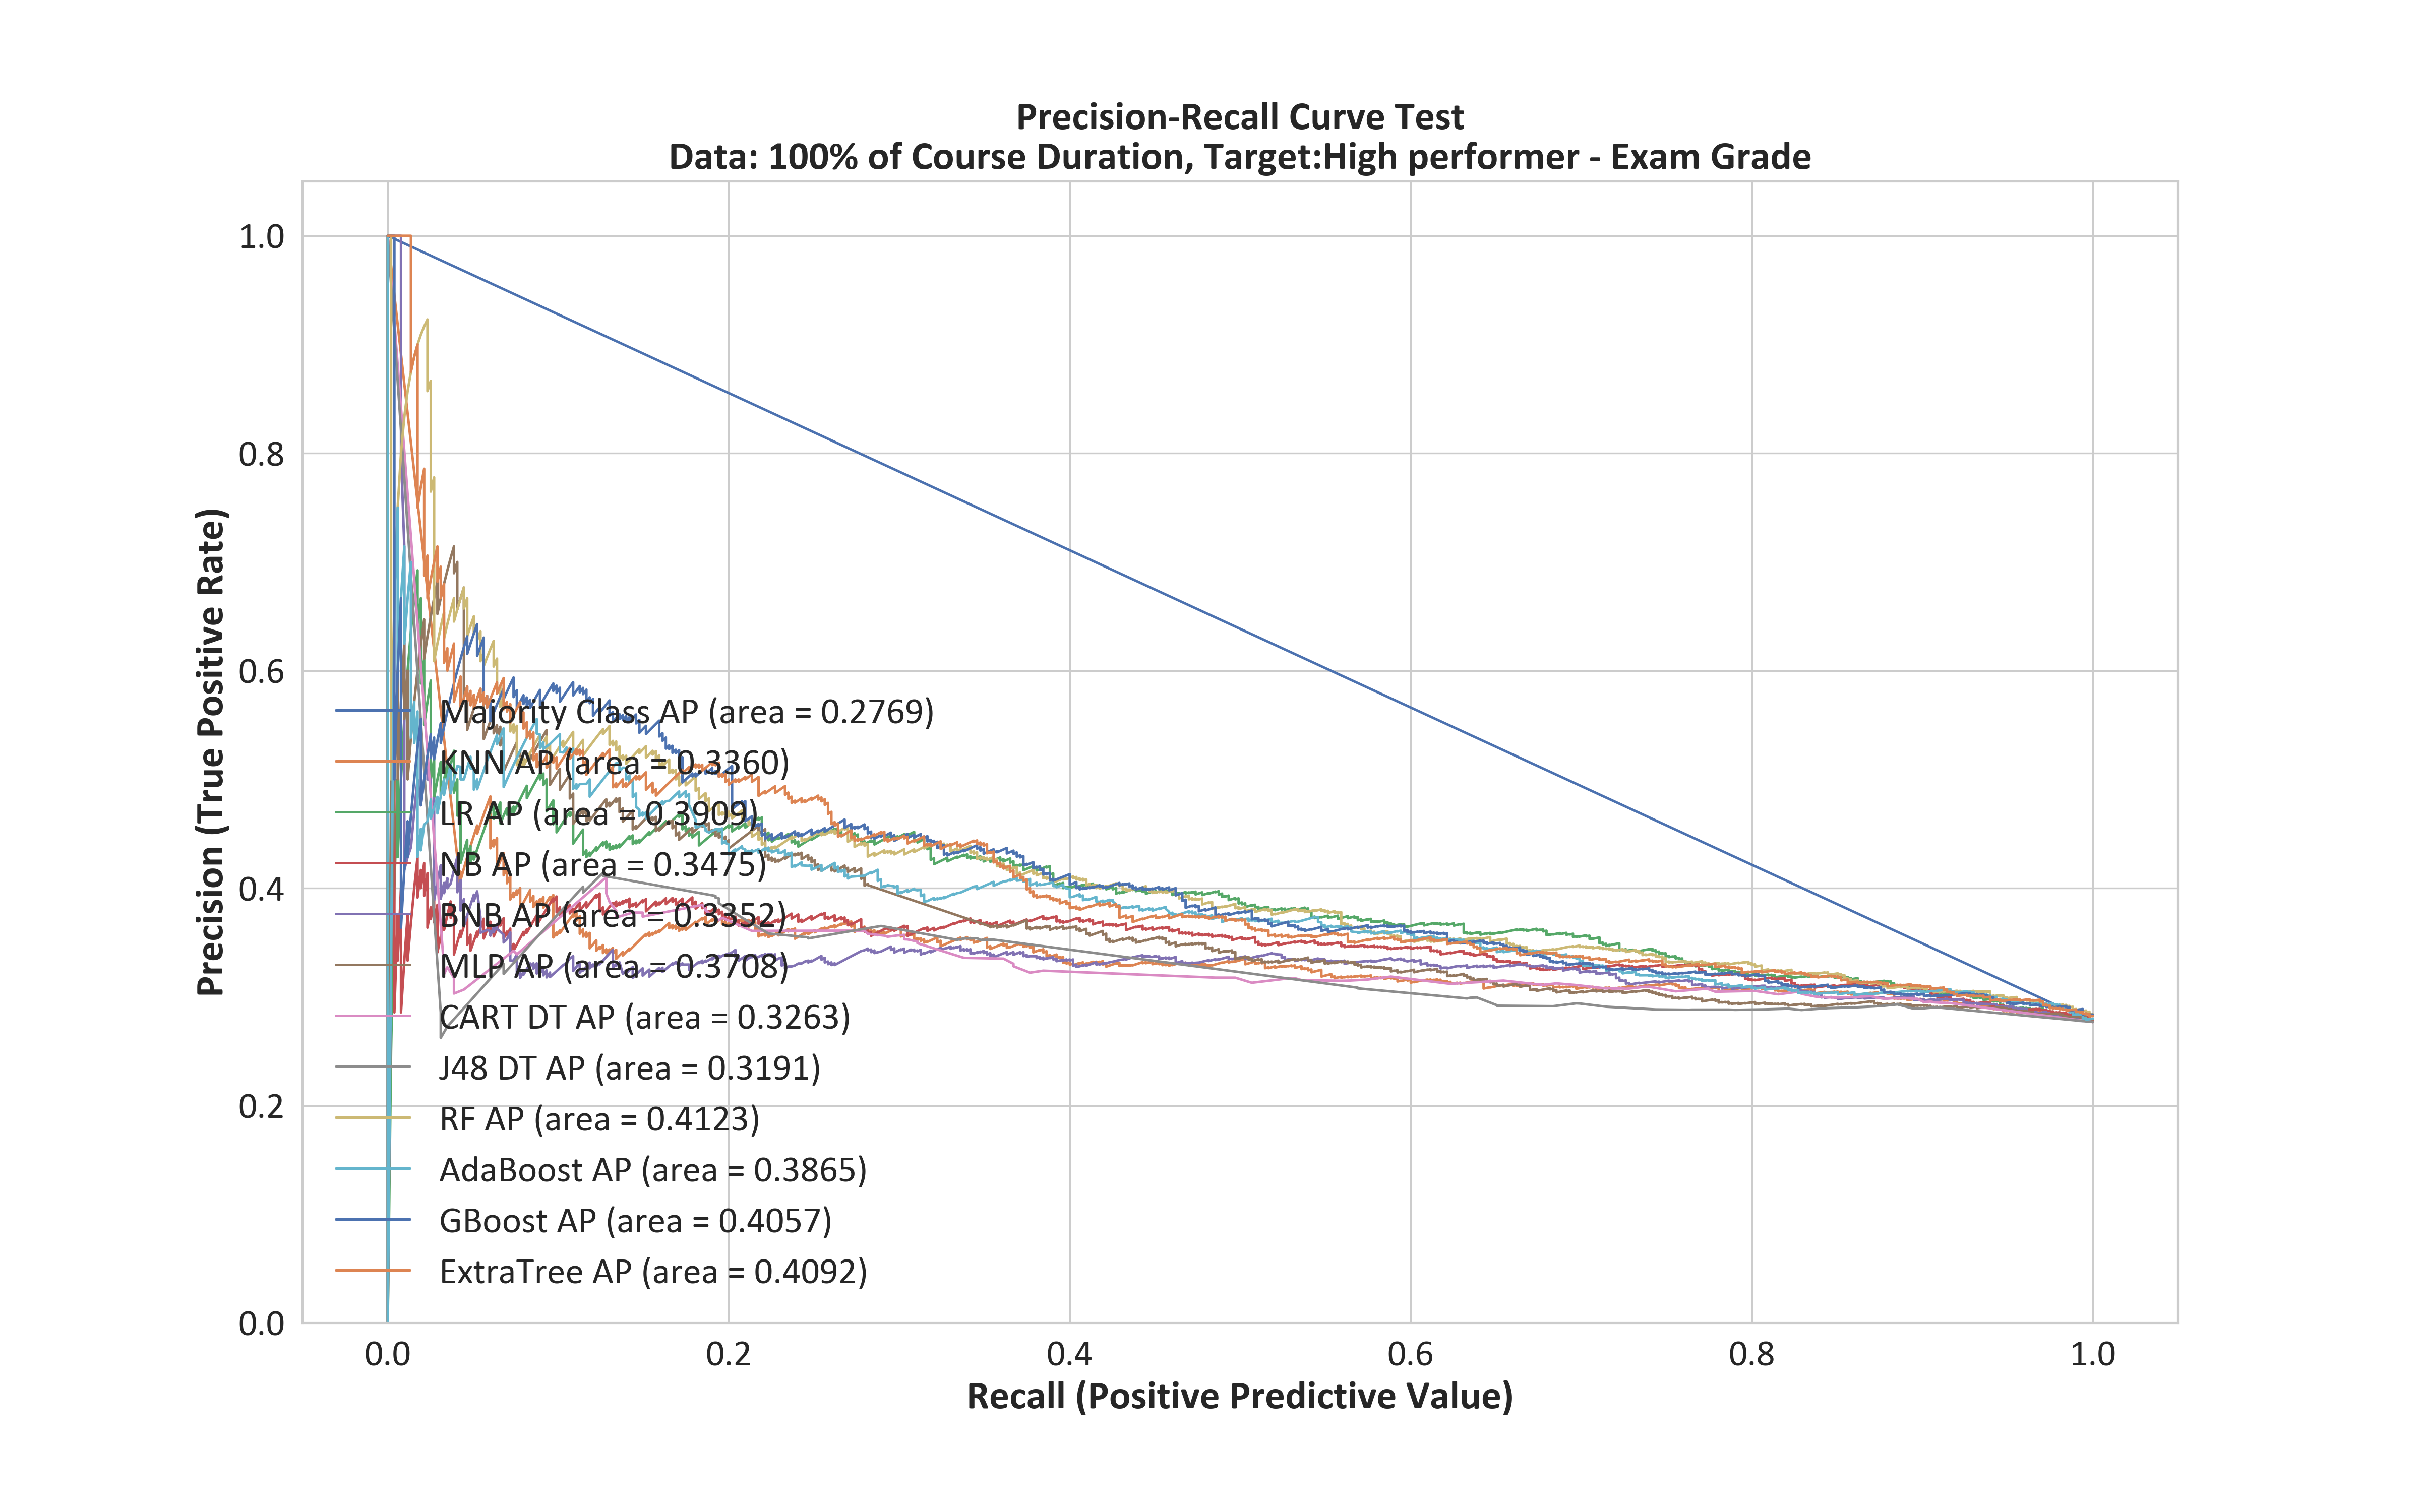 Precision-Recall Curve Test
Data: 100% of Course Duration, Target:High performer - Exam Grade
Precision (True Positive Rate)
1.0
0.8
0.6
0.4
0.2
0.0
Majority Class AP (area = 0.2769)
KNN AP (area = 0.3360)
LR AP (area = 0.3909)
NB AP (area = 0.3475)
BNB AP (area = 0.3352)
MLP AP (area = 0.3708)
CART DT AP (area = 0.3263)
J48 DT AP (area = 0.3191)
RF AP (area = 0.4123)
AdaBoost AP (area = 0.3865)
GBoost AP (area = 0.4057)
ExtraTree AP (area = 0.4092)
0.0 0.2 0.4 0.6 0.8 1.0
Recall (Positive Predictive Value)